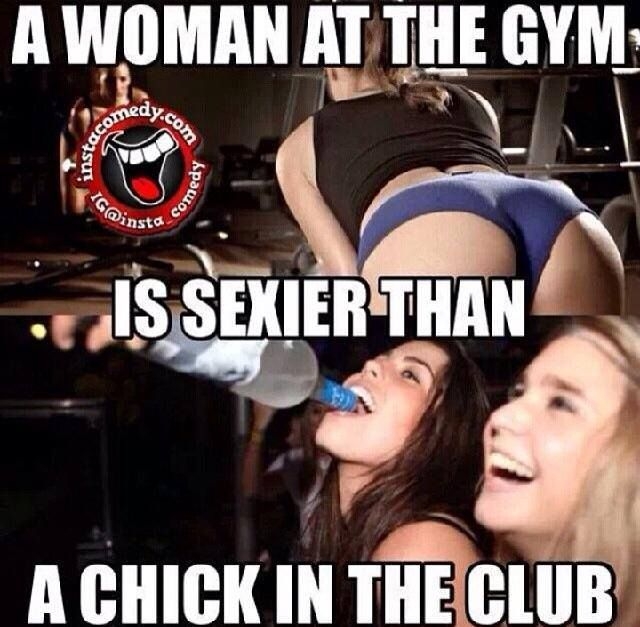 A WOMAN AT THE GYM
instacomedy.com
IG@insta_comedy
IS SEXIER THAN
A CHICK IN THE CLUB